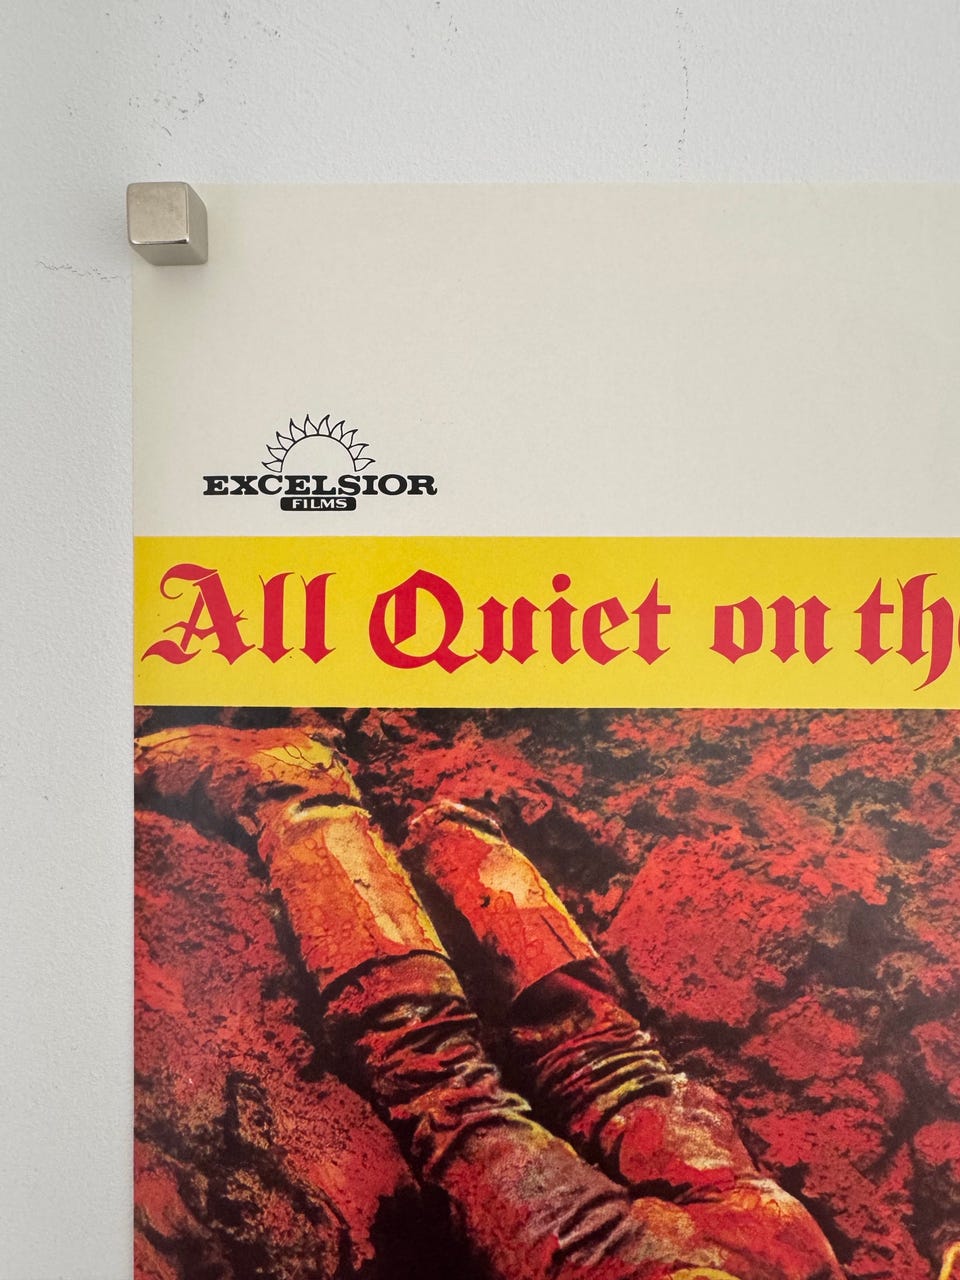 EXCELSIOR
FILMS
All Quiet on th